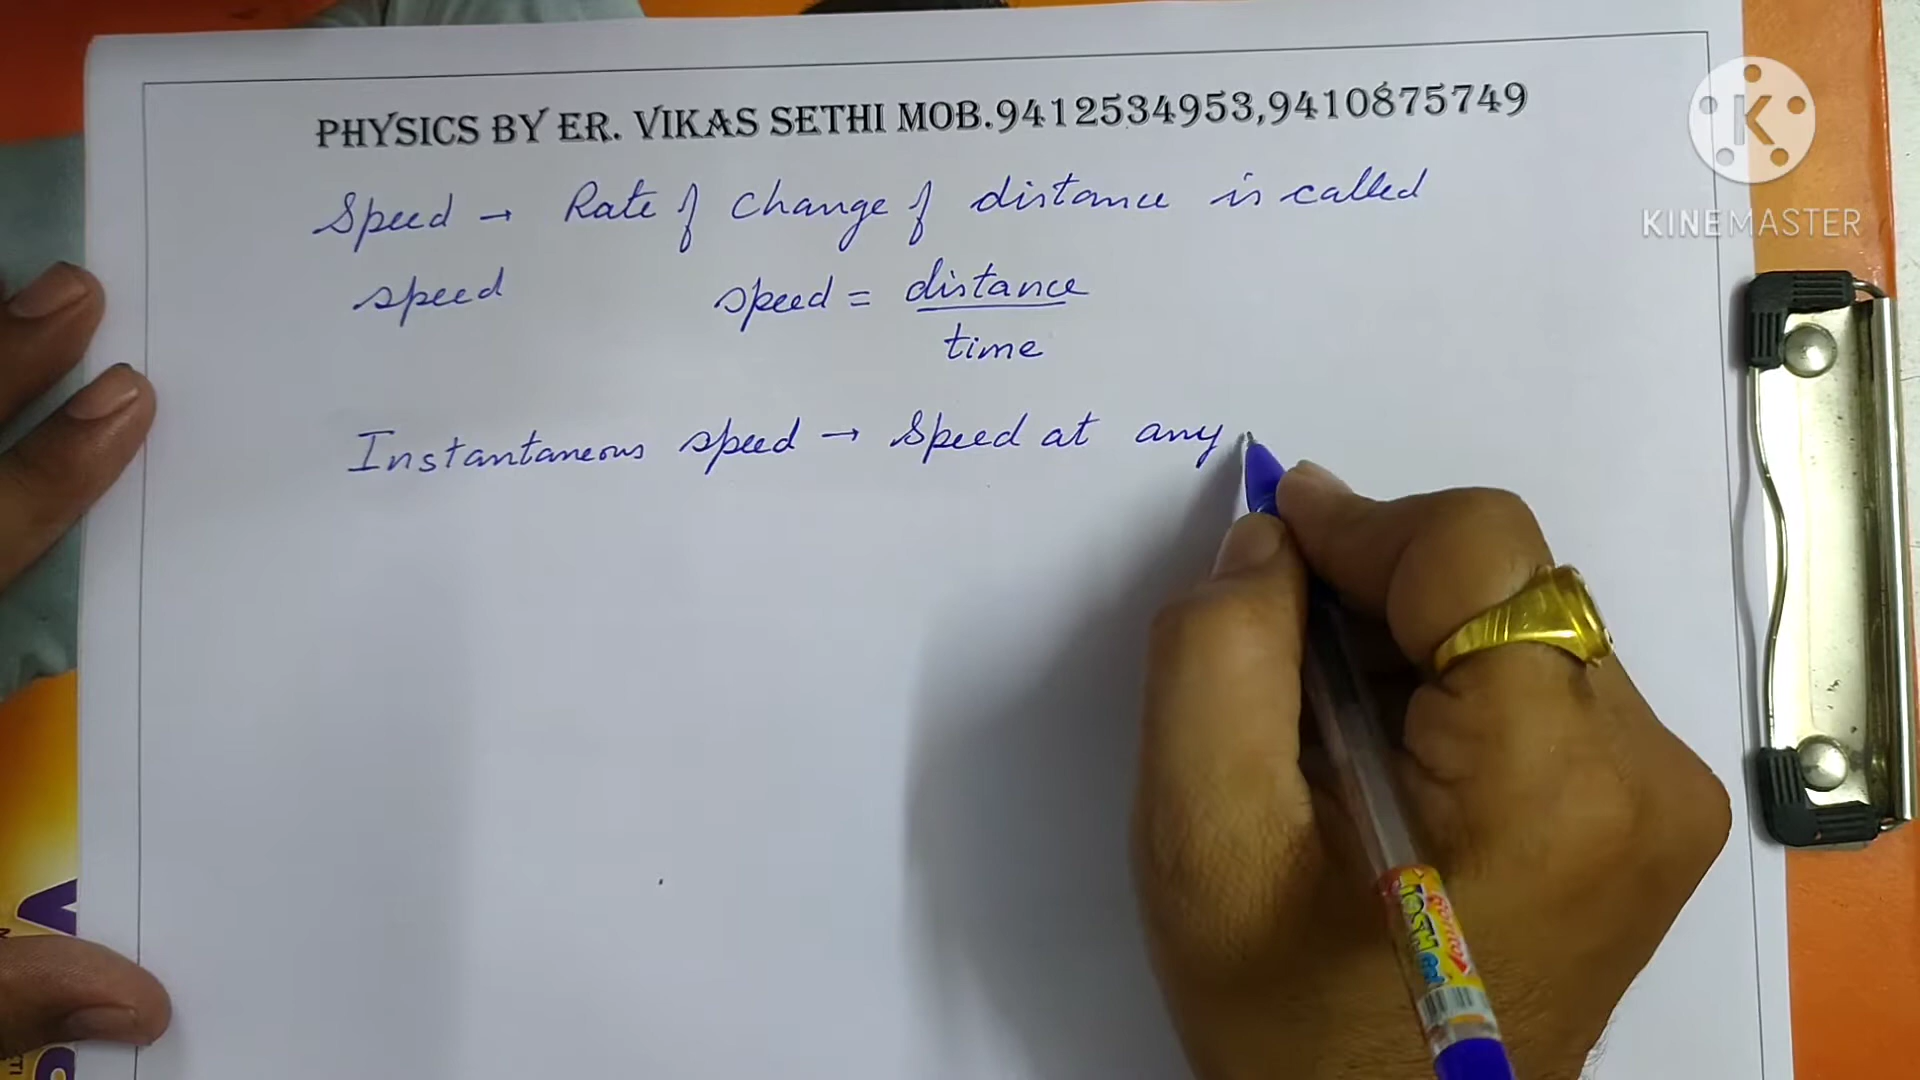 PHYSICS BY ER. VIKAS SETHI MOB.9412534953,9410875749
K
KINEMASTER
Speed → Rate of change of distance is called
speed speed = distance
time
Instantaneous speed → Speed at any